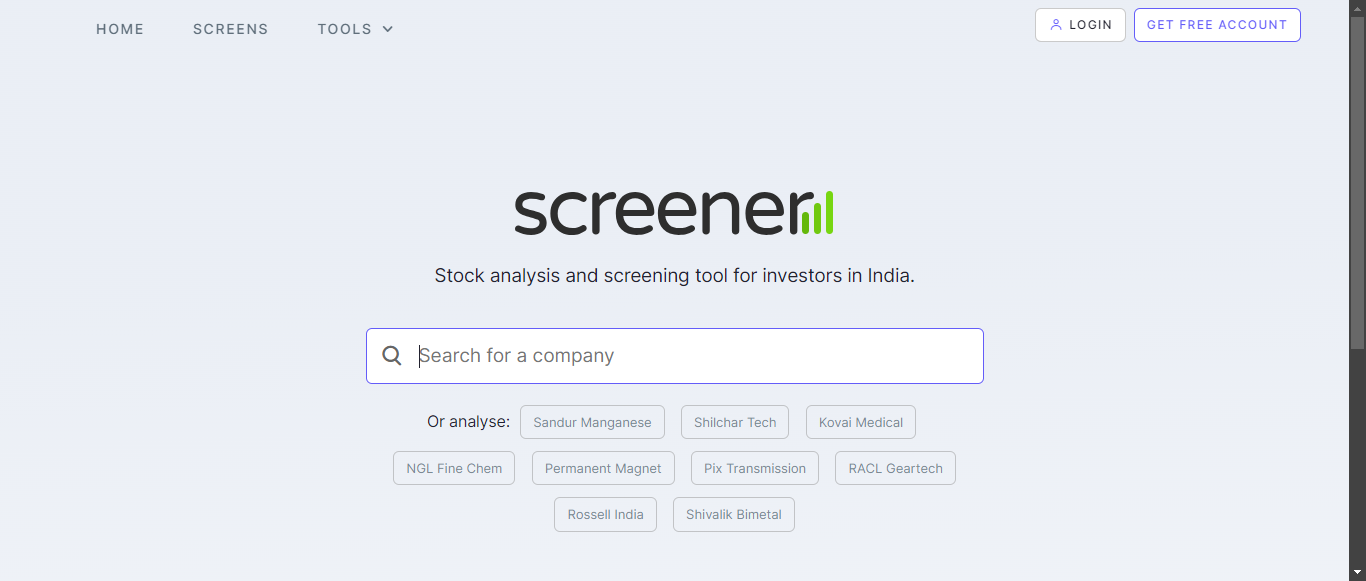 HOME SCREENS TOOLS LOGIN GET FREE ACCOUNT
screener
Stock analysis and screening tool for investors in India.
Search for a company
Or analyse: Sandur Manganese Shilchar Tech Kovai Medical
NGL Fine Chem Permanent Magnet Pix Transmission RACL Geartech
Rossell India Shivalik Bimetal